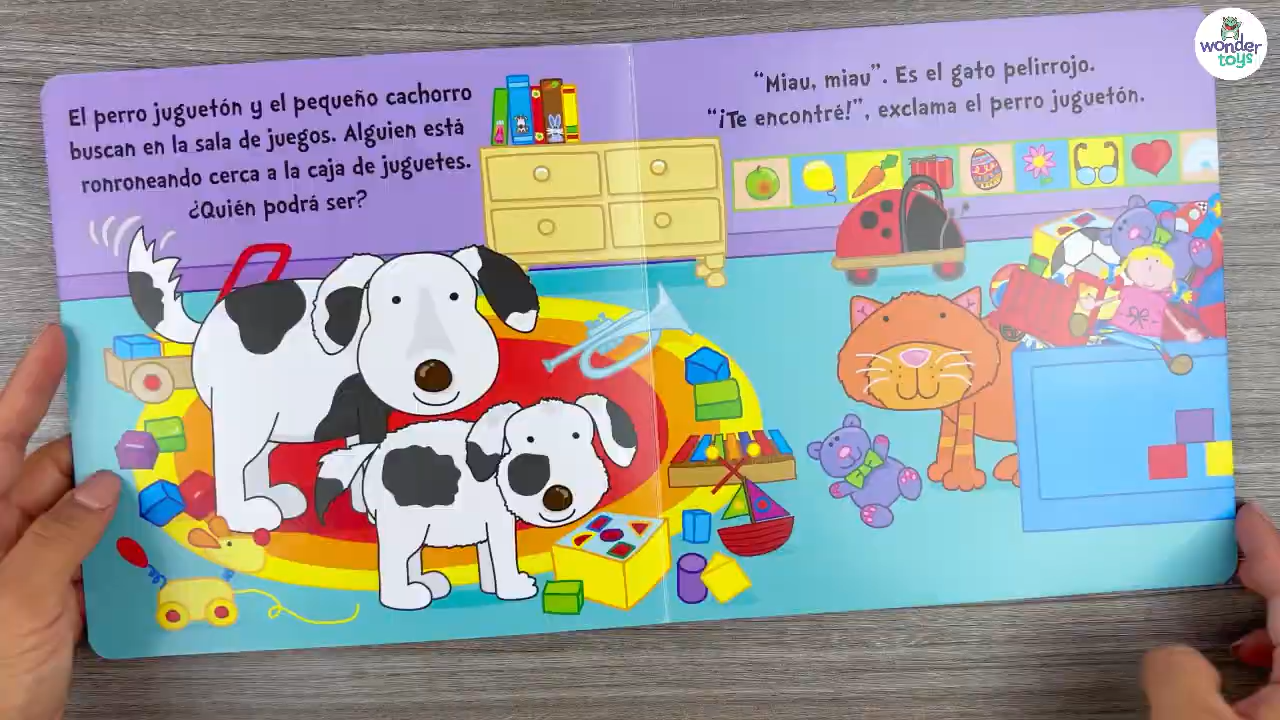 El perro juguetón y el pequeño cachorro
buscan en la sala de juegos. Alguien está
ronroneando cerca a la caja de juguetes.
¿Quién podrá ser?
“Miau, miau”. Es el gato pelirrojo.
“¡Te encontré!”, exclama el perro juguetón.
wonder
toys